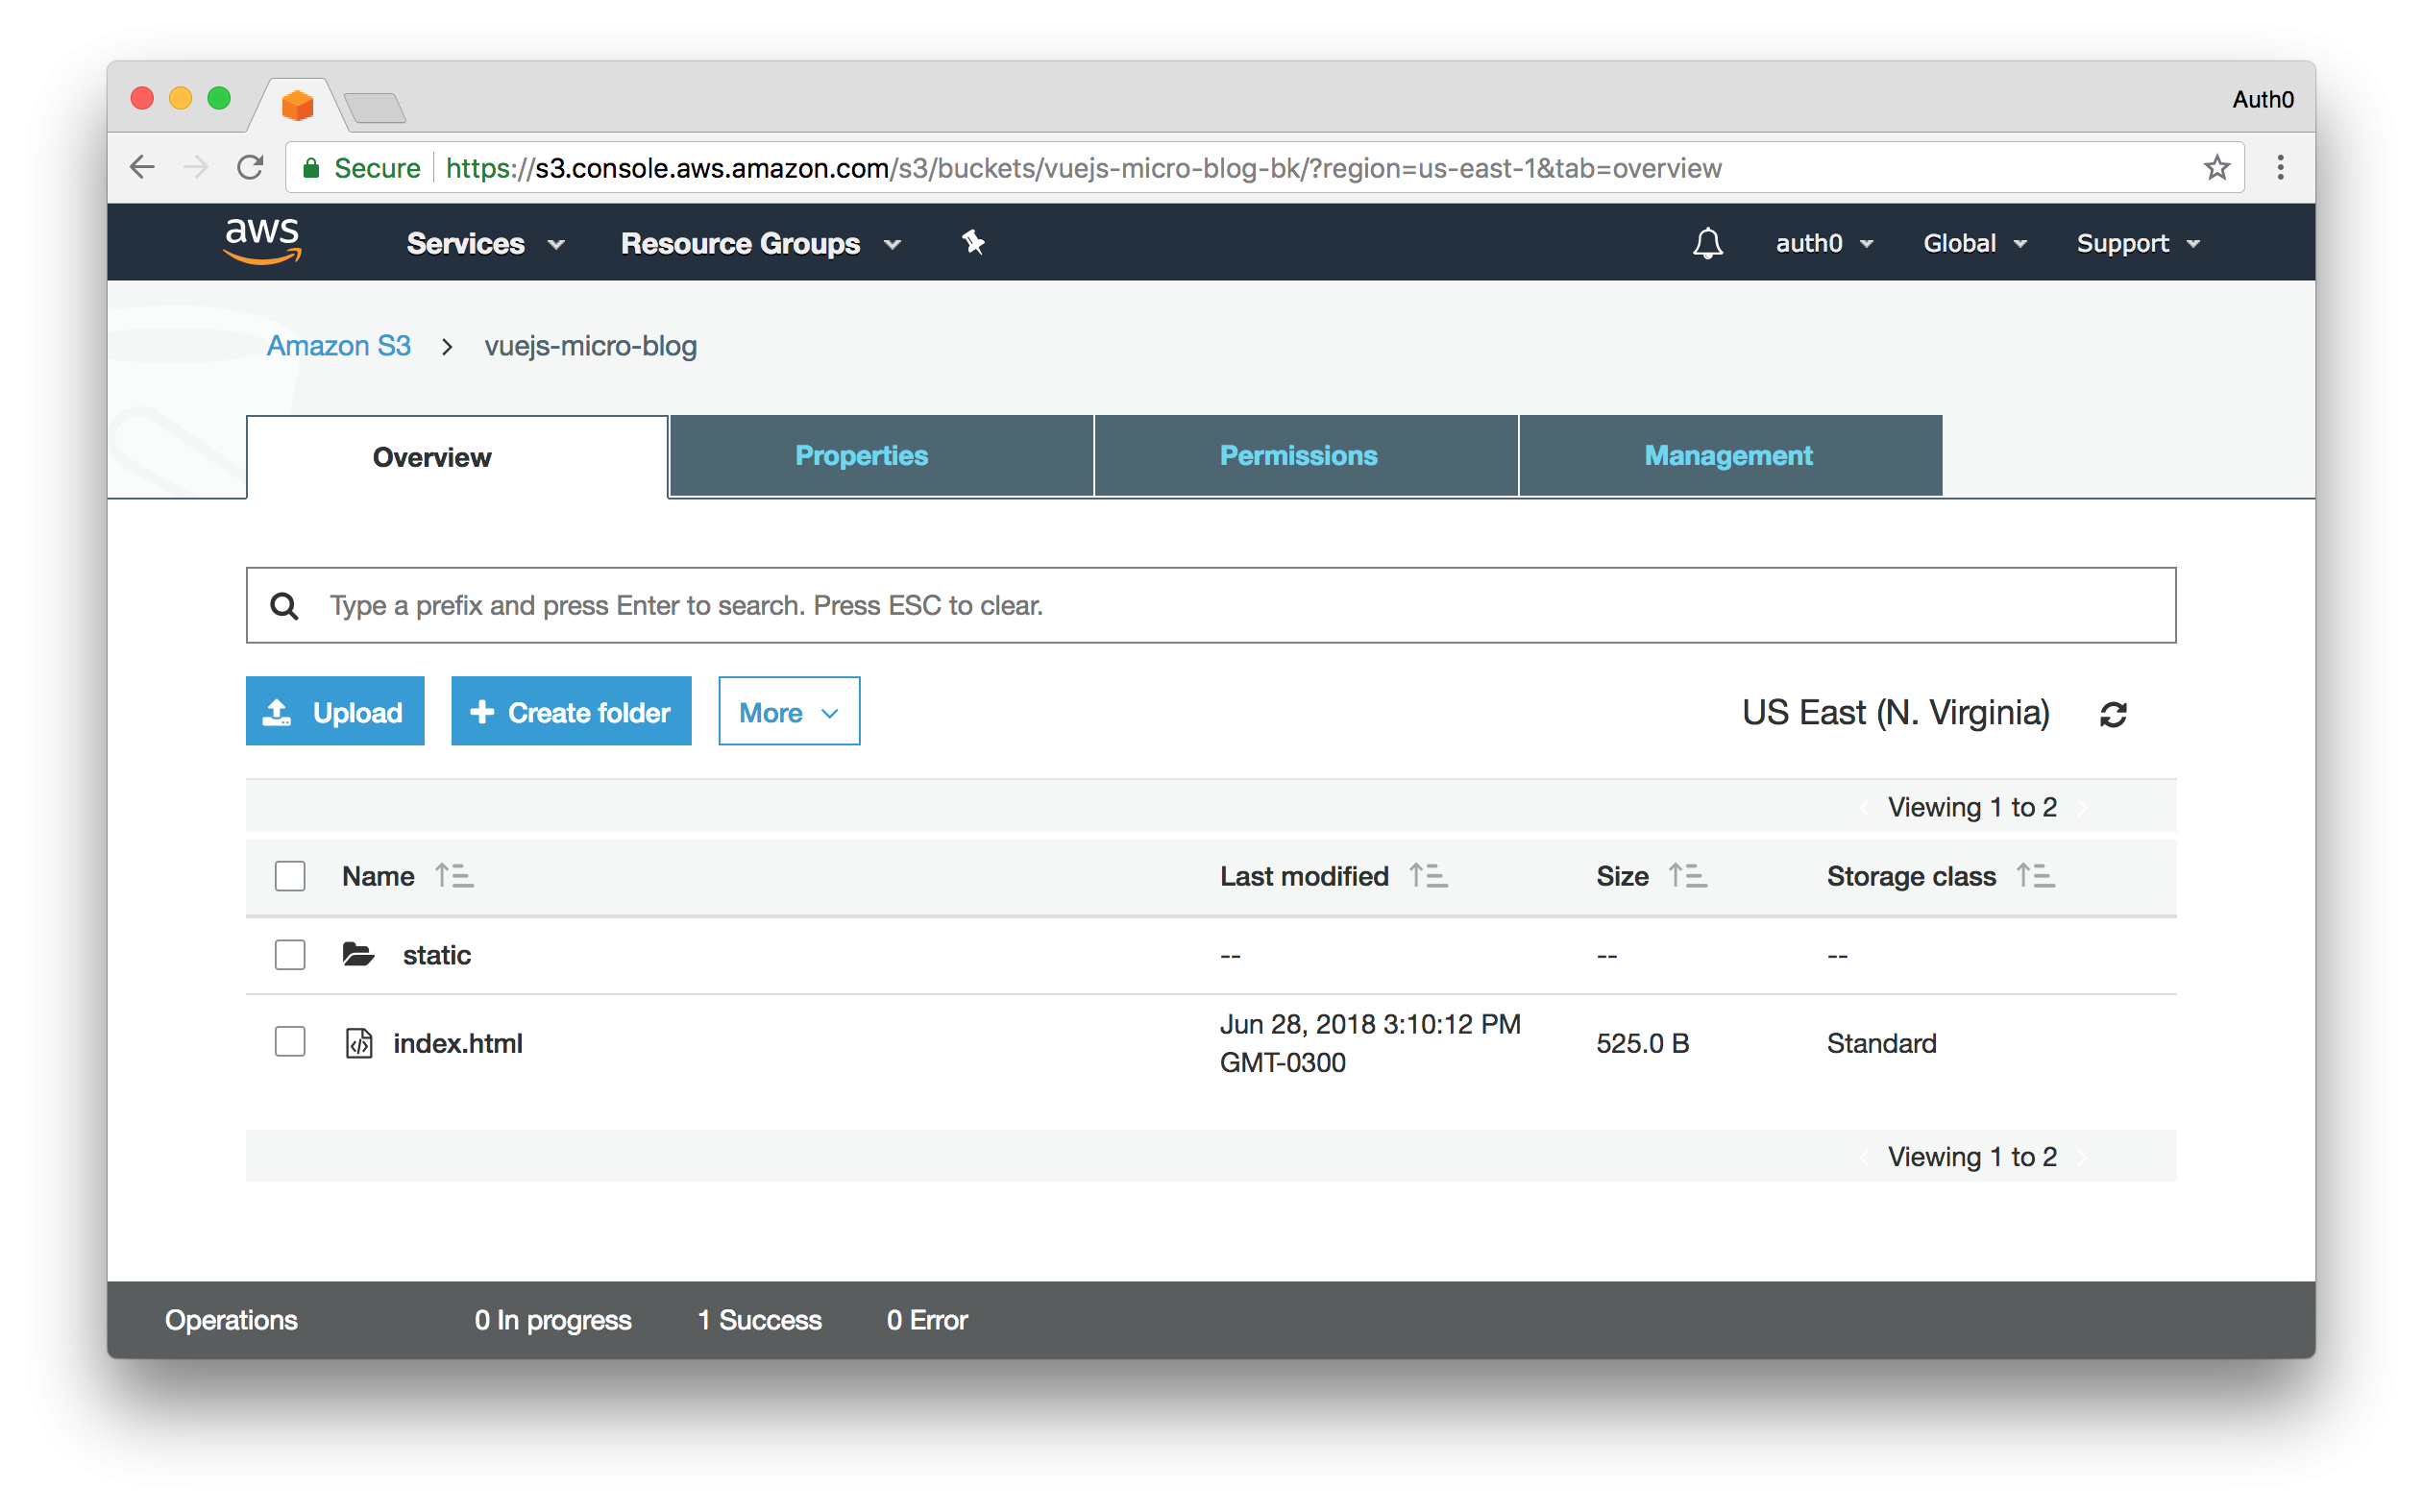 Auth0
Secure https://s3.console.aws.amazon.com/s3/buckets/vuejs-micro-blog-bk/?region=us-east-1&tab=overview
aws Services Resource Groups auth0 Global Support
Amazon S3 > vuejs-micro-blog
Overview Properties Permissions Management
Type a prefix and press Enter to search. Press ESC to clear.
Upload Create folder More US East (N. Virginia)
Viewing 1 to 2
Name Last modified Size Storage class
static -- -- --
index.html Jun 28, 2018 3:10:12 PM GMT-0300 525.0 B Standard
Viewing 1 to 2
Operations 0 In progress 1 Success 0 Error